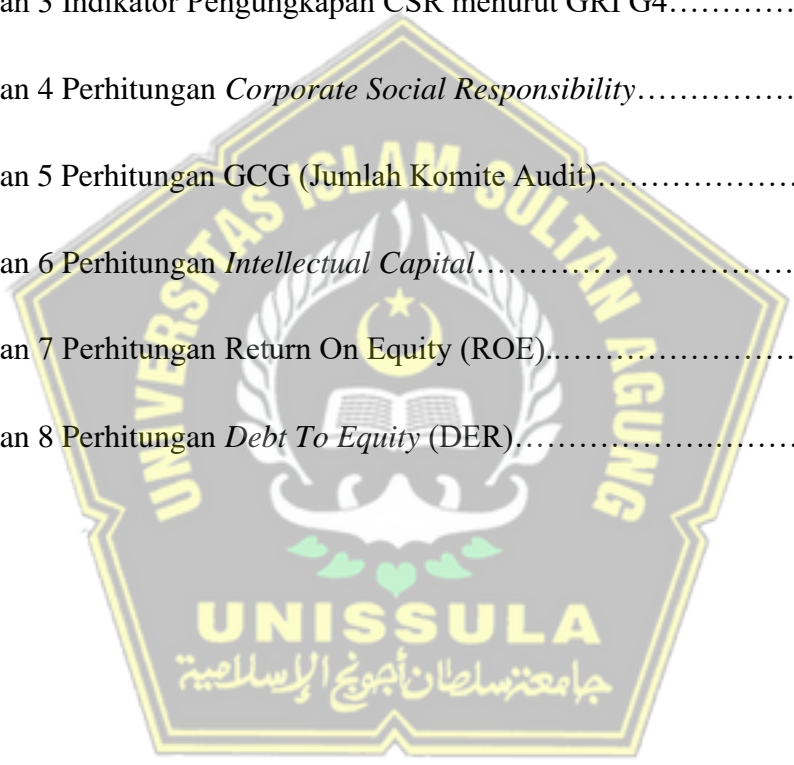 an 3 Indikator Pengungkapan CSR menurut GRI G4………….
an 4 Perhitungan Corporate Social Responsibility…………….
an 5 Perhitungan GCG (Jumlah Komite Audit)……………….
an 6 Perhitungan Intellectual Capital………………………….
an 7 Perhitungan Return On Equity (ROE)..………………….
an 8 Perhitungan Debt To Equity (DER)……………….…….
UNIVERSITAS ISLAM SULTAN AGUNG
UNISSULA
جامعتنسلطان أجونج الإسلامية